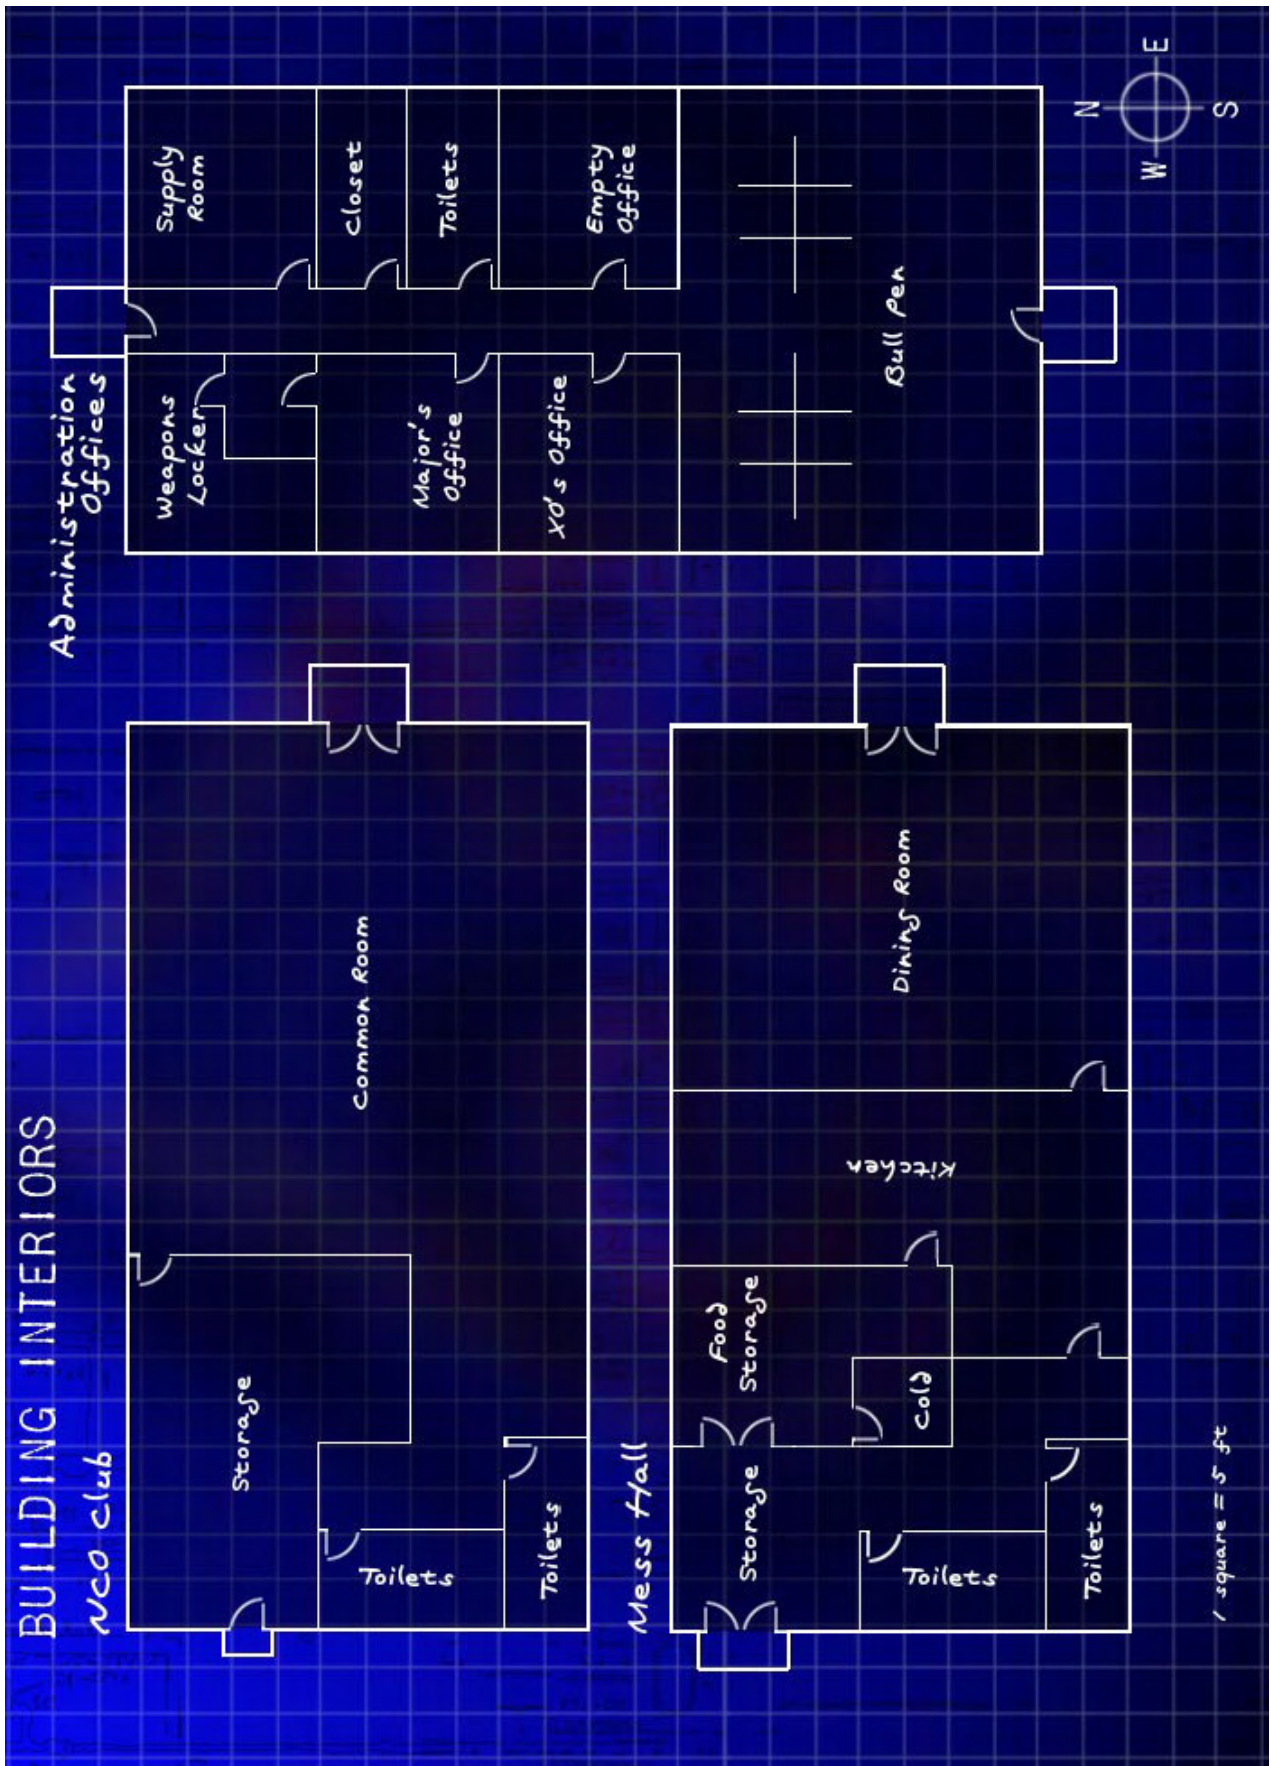 BUILDING INTERIORS
NCO Club
Storage
Toilets
Toilets
Common Room
Mess Hall
Storage
Food
Storage
Cold
Toilets
Toilets
Kitchen
Dining Room
Administration
Offices
Weapons
Locker
Major's
Office
XO's Office
Bull Pen
Supply
Room
Closet
Toilets
Empty
Office
N
E
S
W
1 square = 5 ft